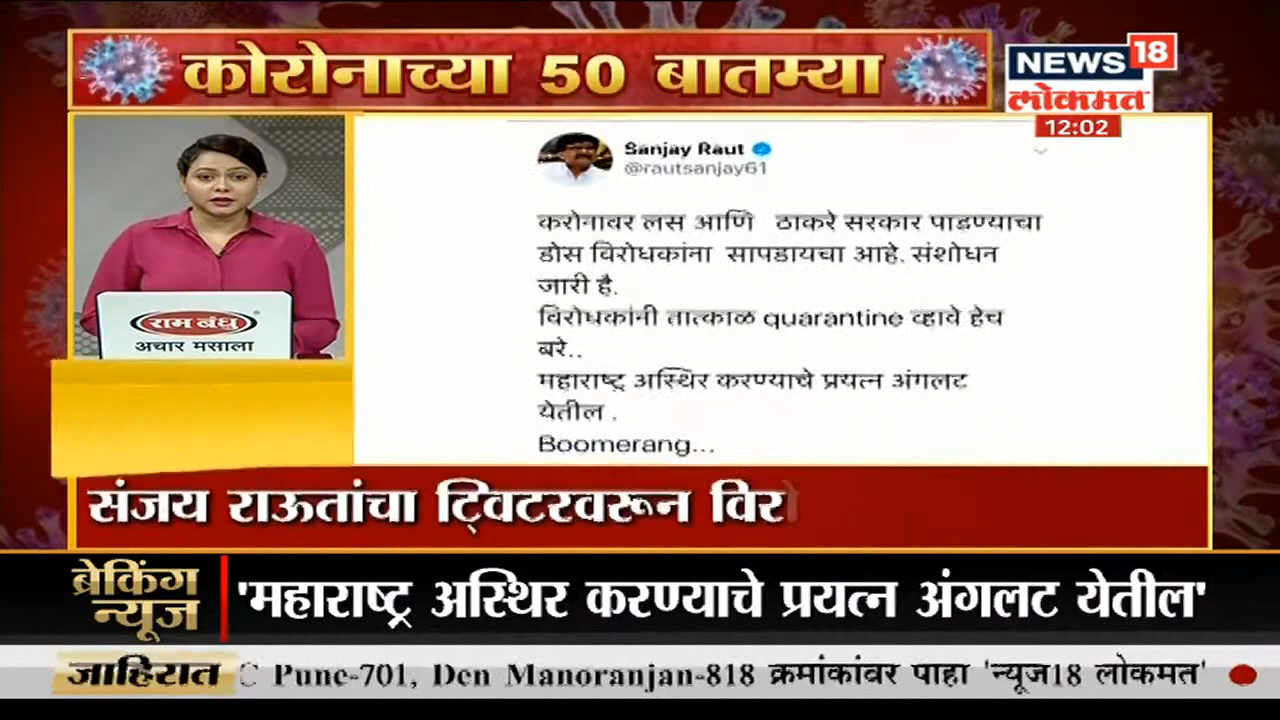 कोरोनाच्या 50 बातम्या
NEWS 18
लोकमत
12:02
Sanjay Raut
@rautsanjay61
करोनावर लस आणि ठाकरे सरकार पाडण्याचा
डोस विरोधकांना सापडायचा आहे. संशोधन
जारी है.
विरोधकांनी तात्काळ quarantine व्हावे हेच
बरे..
महाराष्ट्र अस्थिर करण्याचे प्रयत्न अंगलट
येतील .
Boomerang...
राम बंधु
अचार मसाला
संजय राऊतांचा ट्विटरवरून विर
ब्रेकिंग
न्यूज
'महाराष्ट्र अस्थिर करण्याचे प्रयत्न अंगलट येतील'
जाहिरात
C Pune-701, Den Manoranjan-818 क्रमांकांवर पाहा 'न्यूज18 लोकमत'